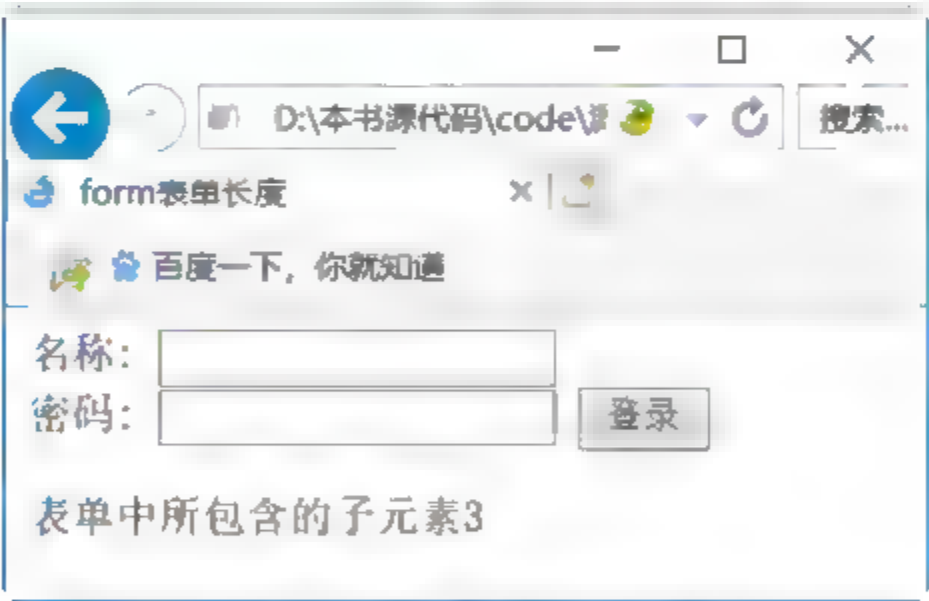 D:\本书源代码\code\
搜索...
form表单长度
百度一下，你就知道
名称：
密码：
登录
表单中所包含的子元素3